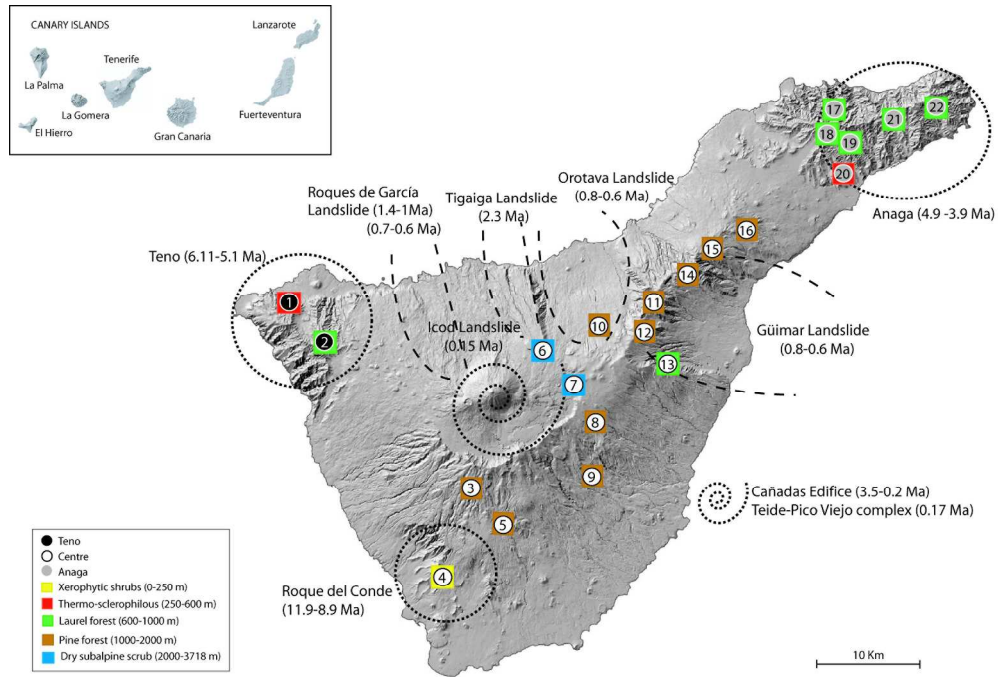 CANARY ISLANDS
Lanzarote
Tenerife
La Palma
La Gomera
El Hierro
Gran Canaria
Fuerteventura
Roques de García
Landslide (1.4-1Ma)
(0.7-0.6 Ma)
Tigaiga Landslide
(2.3 Ma)
Orotava Landslide
(0.8-0.6 Ma)
17
18
19
20
21
22
Anaga (4.9 -3.9 Ma)
Teno (6.11-5.1 Ma)
1
2
Icod Landslide
(0.15 Ma)
16
15
14
11
10
12
6
13
7
Güimar Landslide
(0.8-0.6 Ma)
8
9
3
5
4
Cañadas Edifice (3.5-0.2 Ma)
Teide-Pico Viejo complex (0.17 Ma)
Roque del Conde
(11.9-8.9 Ma)
Teno
Centre
Anaga
Xerophytic shrubs (0-250 m)
Thermo-sclerophilous (250-600 m)
Laurel forest (600-1000 m)
Pine forest (1000-2000 m)
Dry subalpine scrub (2000-3718 m)
10 Km